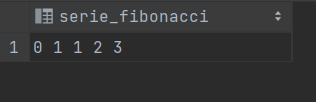 serie_fibonacci
1 0 1 1 2 3